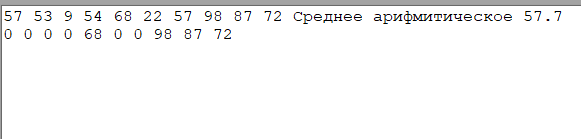 57 53 9 54 68 22 57 98 87 72 Среднее арифмитическое 57.7
0 0 0 0 68 0 0 98 87 72